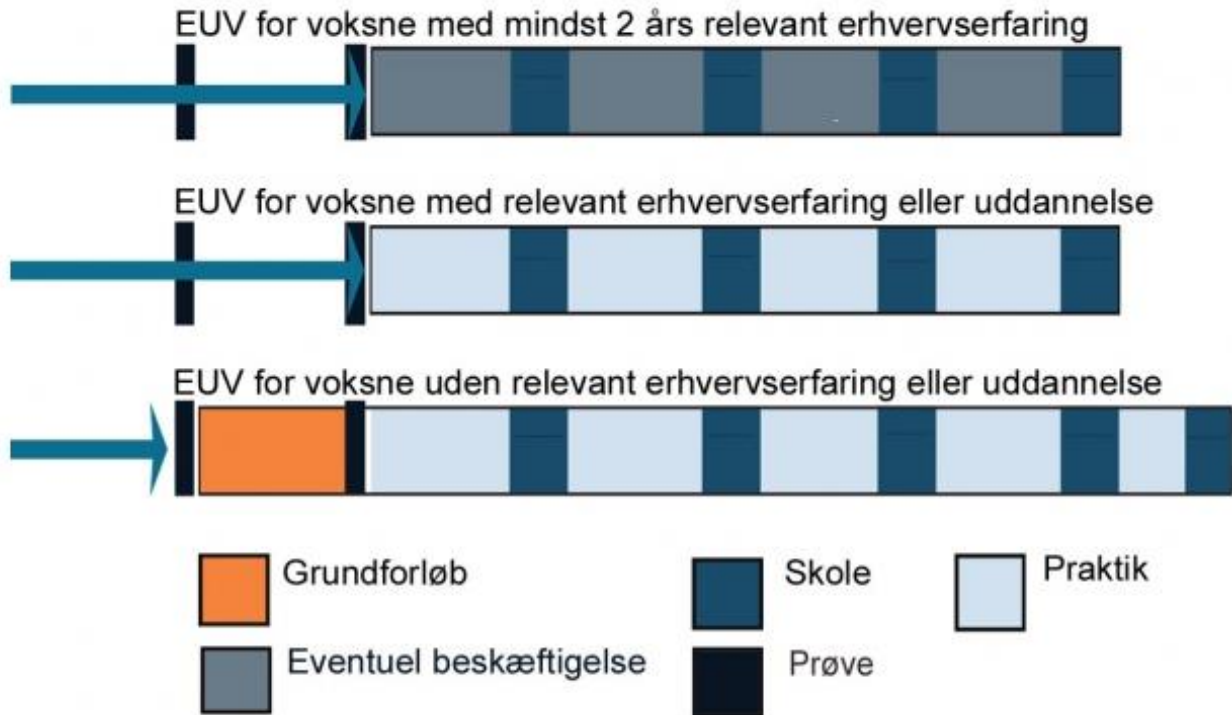 EUV for voksne med mindst 2 års relevant erhvervserfaring
EUV for voksne med relevant erhvervserfaring eller uddannelse
EUV for voksne uden relevant erhvervserfaring eller uddannelse
Grundforløb
Skole
Praktik
Eventuel beskæftigelse
Prøve